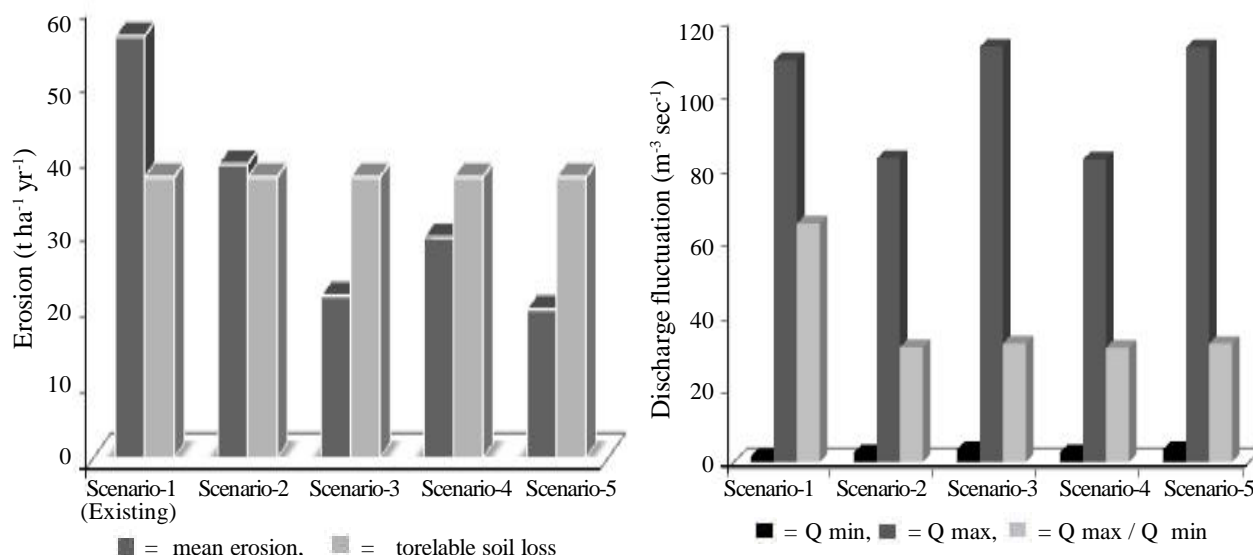 60
50
40
30
20
10
0
Erosion (t ha⁻¹ yr⁻¹)
Scenario-1 Scenario-2 Scenario-3 Scenario-4 Scenario-5
(Existing)
= mean erosion, = torelable soil loss
120
100
80
60
40
20
0
Discharge fluctuation (m⁻³ sec⁻¹)
Scenario-1 Scenario-2 Scenario-3 Scenario-4 Scenario-5
= Q min, = Q max, = Q max / Q min